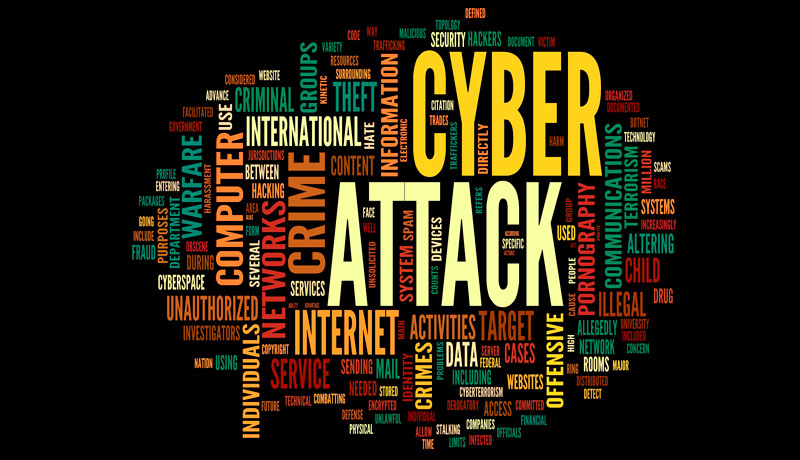 DEFINED
TOPOLOGY
CODE
WAY
MALICIOUS
SECURITY
HACKERS
DOCUMENT
VICTIM
VARIETY
TRAFFICKING
GROUPS
RESOURCES
SURROUNDING
CONSIDERED
WEBSITE
KINETIC
THEFT
INFORMATION
CYBER
ADVANCE
CRIMINAL
CITATION
ORGANIZED
DOCUMENTED
FACILITATED
USE
INTERNATIONAL
HATE
ELECTRONIC
TRADES
TRAFFICKERS
DIRECTLY
HARM
BOTNET
GOVERNMENT
TECHNOLOGY
WARFARE
COMPUTER
JURISDICTIONS
CRIME
CONTENT
COMMUNICATIONS
TERRORISM
MILLION
SCAMS
RACE
PROFILE
ENTERING
HARASSMENT
BETWEEN
HACKING
ATTACK
REFERS
PORNOGRAPHY
PACKAGES
AREA
MAKE
NETWORKS
FACE
WELL
SYSTEM
SPAM
DEVICES
GROUP
SYSTEMS
GOING
INCLUDE
FRAUD
PURPOSES
DEPARTMENT
OBSCENE
FORM
ACCORDING
SPECIFIC
ACTIONS
USED
INCREASINGLY
ALTERING
DURING
SEVERAL
UNSOLICITED
COUNTS
PEOPLE
CHILD
CYBERSPACE
SERVICES
CAUSE
ILLEGAL
DRUG
UNAUTHORIZED
ABILITY
ADVANTAGE
INTERNET
MAIN
ACTIVITIES
TARGET
OFFENSIVE
ALLEGEDLY
UNIVERSITY
INCLUDED
INVESTIGATORS
INDIVIDUALS
COPYRIGHT
IDENTITY
CRIMES
PROBLEMS
DATA
SERVER
FEDERAL
CASES
HIGH
NETWORK
CONCERN
NATION
USING
SERVICE
SENDING
MAIL
INCLUDING
WEBSITES
RING
ROOMS
MAJOR
NEEDED
STORED
CYBERTERRORISM
DISTRIBUTED
DETECT
FUTURE
TECHNICAL
COMBATTING
ENCRYPTED
DEROGATORY
ACCESS
COMMITTED
DEFENSE
UNLAWFUL
INDIVIDUAL
FINANCIAL
PHYSICAL
ALLOW
STALKING
COMPANIES
OFFICIALS
TIME
LIMITS
INFECTED